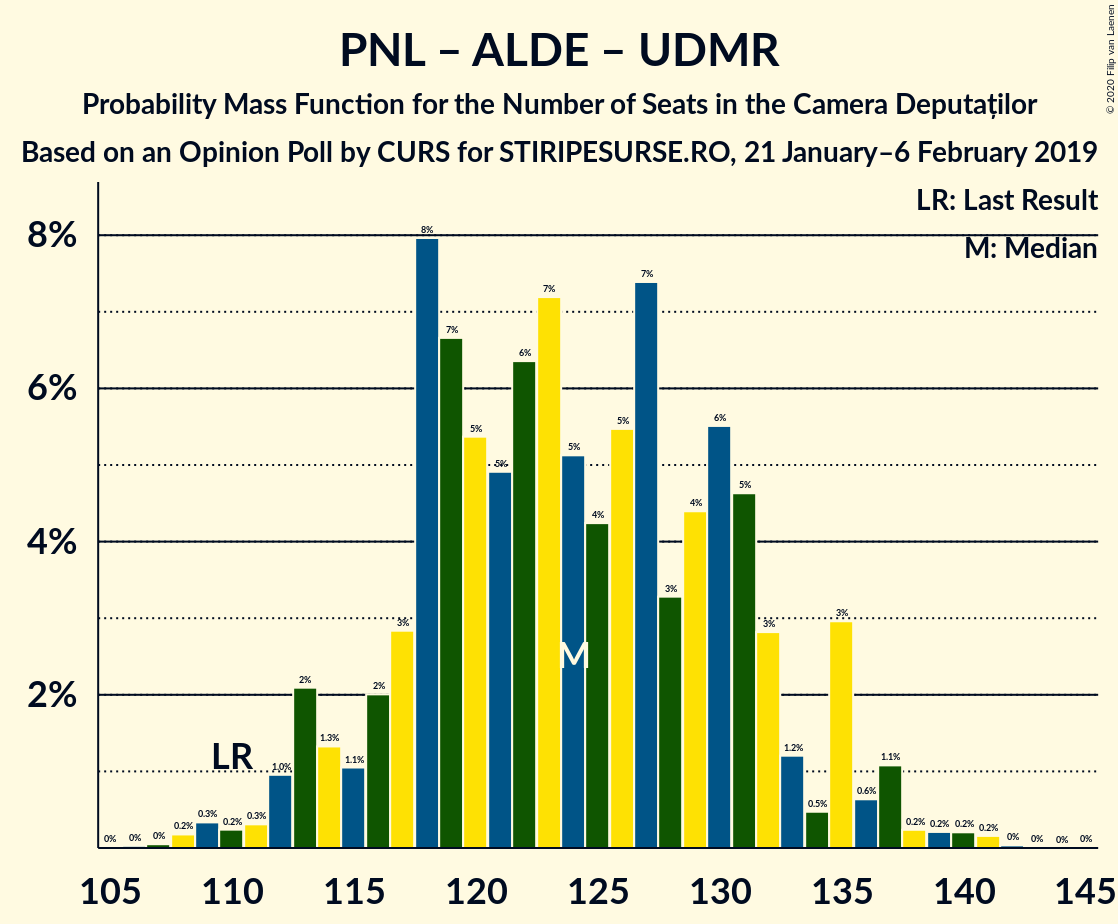 PNL – ALDE – UDMR
Probability Mass Function for the Number of Seats in the Camera Deputaților
Based on an Opinion Poll by CURS for STIRIPESURSE.RO, 21 January–6 February 2019
© 2020 Filip van Laenen
LR: Last Result
M: Median
8%
6%
4%
2%
0% 0% 0% 0.2% 0.3% 0.2% 0.3% 1.0% 2% 1.3% 1.1% 2% 3% 8% 7% 5% 5% 6% 7% 5% 4% 5% 7% 3% 4% 6% 5% 3% 1.2% 0.5% 3% 0.6% 1.1% 0.2% 0.2% 0.2% 0.2% 0% 0% 0% 0%
LR
M
105 110 115 120 125 130 135 140 145